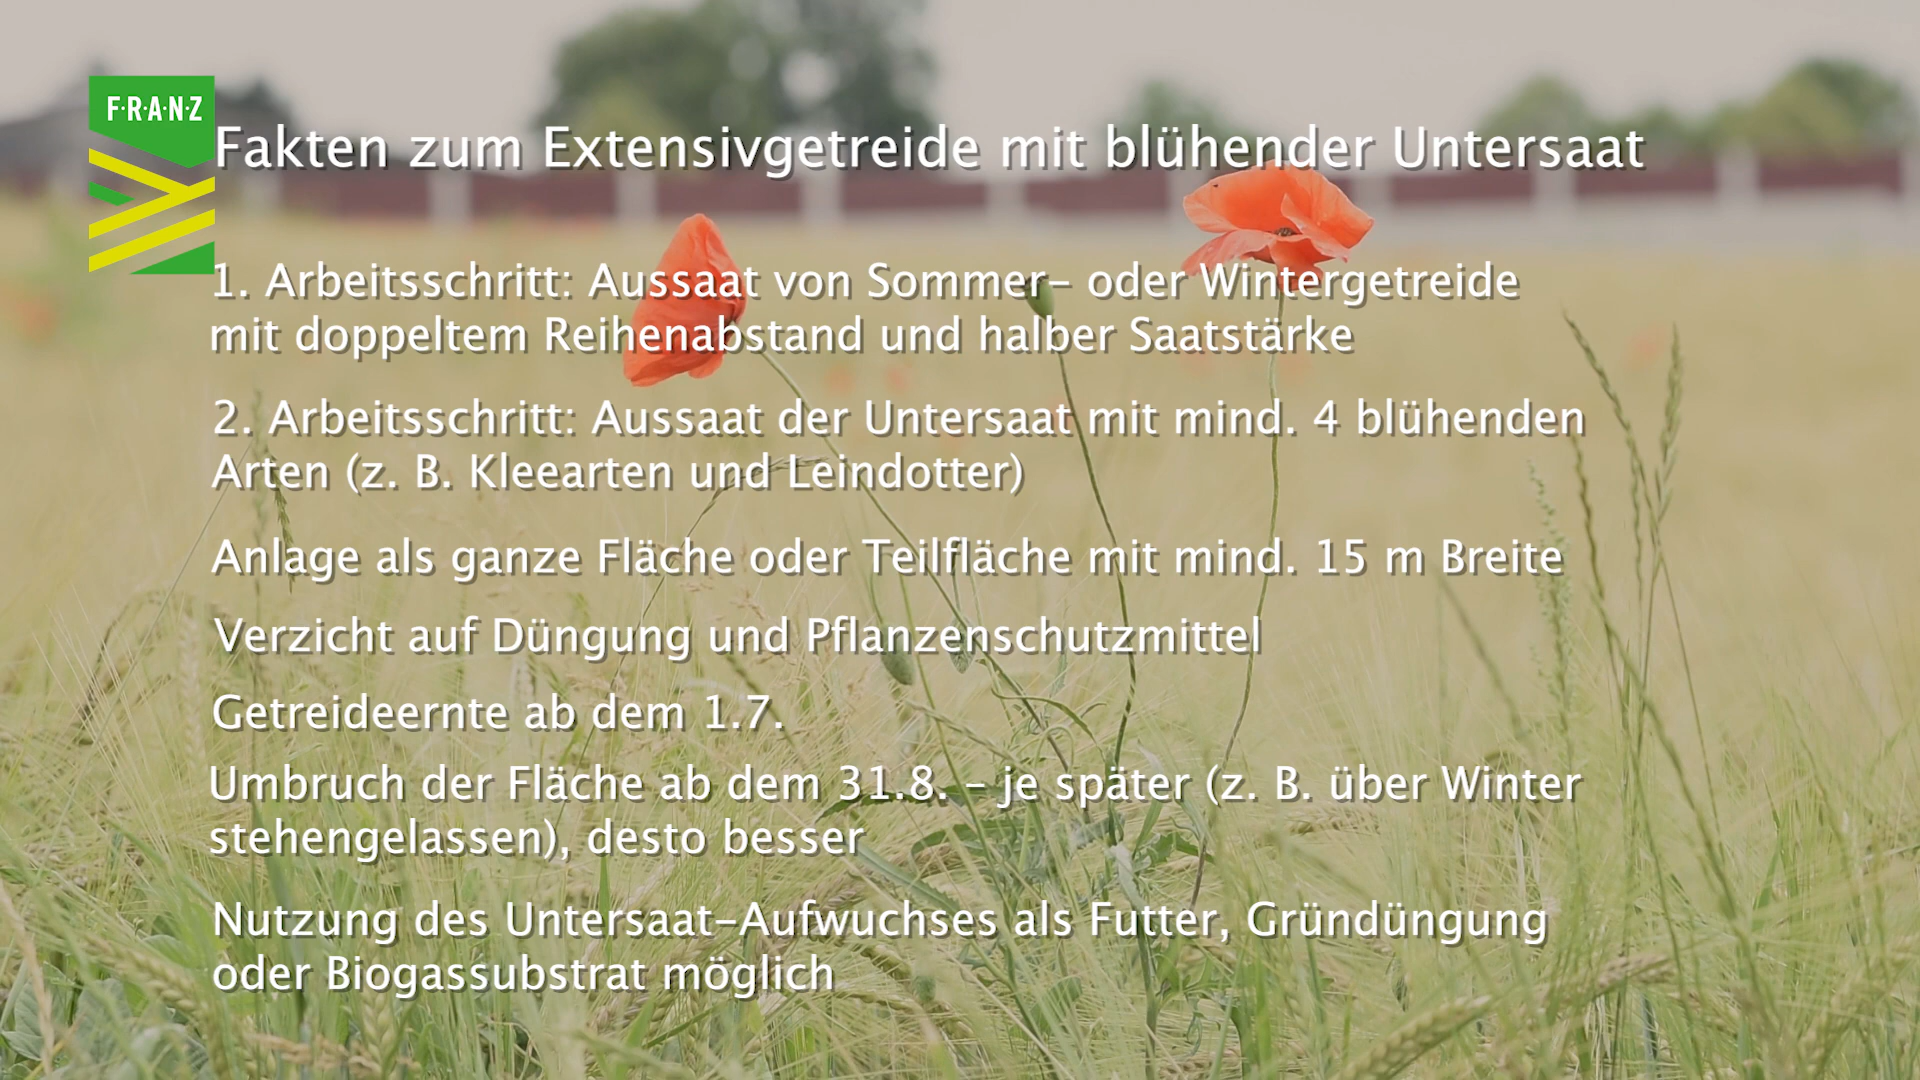 F·R·A·N·Z
Fakten zum Extensivgetreide mit blühender Untersaat
1. Arbeitsschritt: Aussaat von Sommer- oder Wintergetreide
mit doppeltem Reihenabstand und halber Saatstärke
2. Arbeitsschritt: Aussaat der Untersaat mit mind. 4 blühenden
Arten (z. B. Kleearten und Leindotter)
Anlage als ganze Fläche oder Teilfläche mit mind. 15 m Breite
Verzicht auf Düngung und Pflanzenschutzmittel
Getreideernte ab dem 1.7.
Umbruch der Fläche ab dem 31.8. - je später (z. B. über Winter
stehengelassen), desto besser
Nutzung des Untersaat-Aufwuchses als Futter, Gründüngung
oder Biogassubstrat möglich